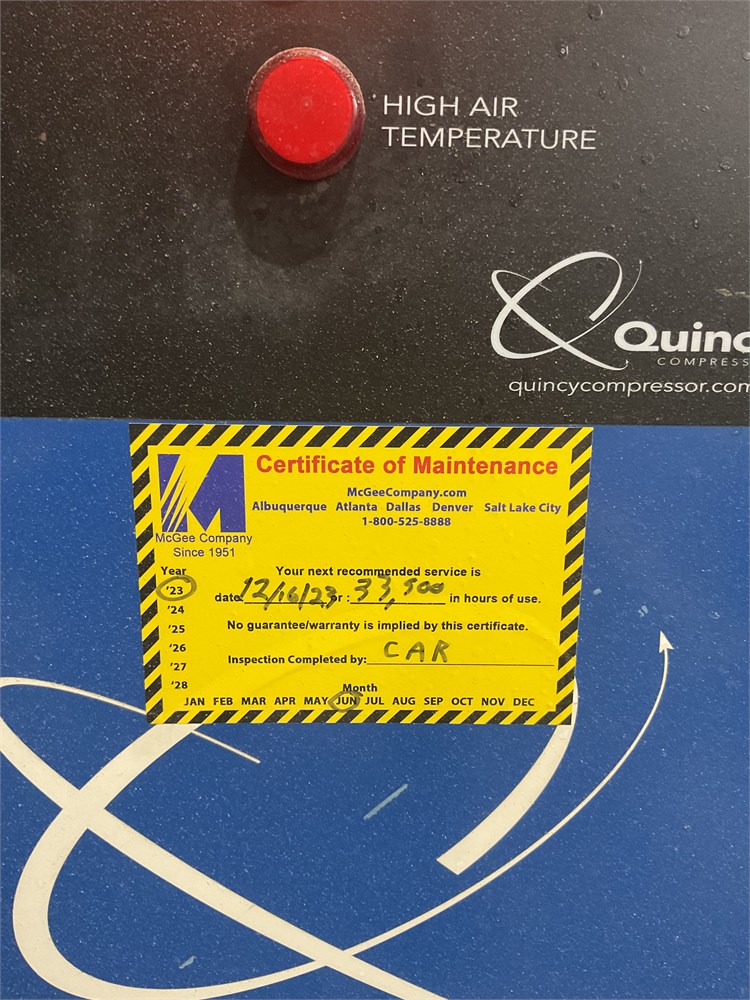 HIGH AIR
TEMPERATURE
Quinc
COMPRESS
quincycompressor.com
Certificate of Maintenance
McGeeCompany.com
Albuquerque Atlanta Dallas Denver Salt Lake City
1-800-525-8888
McGee Company
Since 1951
Year
Your next recommended service is
'23
date: 12/16/23 or : 33,900 in hours of use.
'24
No guarantee/warranty is implied by this certificate.
'25
'26
Inspection Completed by: CAR
'27
'28
Month
JAN FEB MAR APR MAY JUN JUL AUG SEP OCT NOV DEC